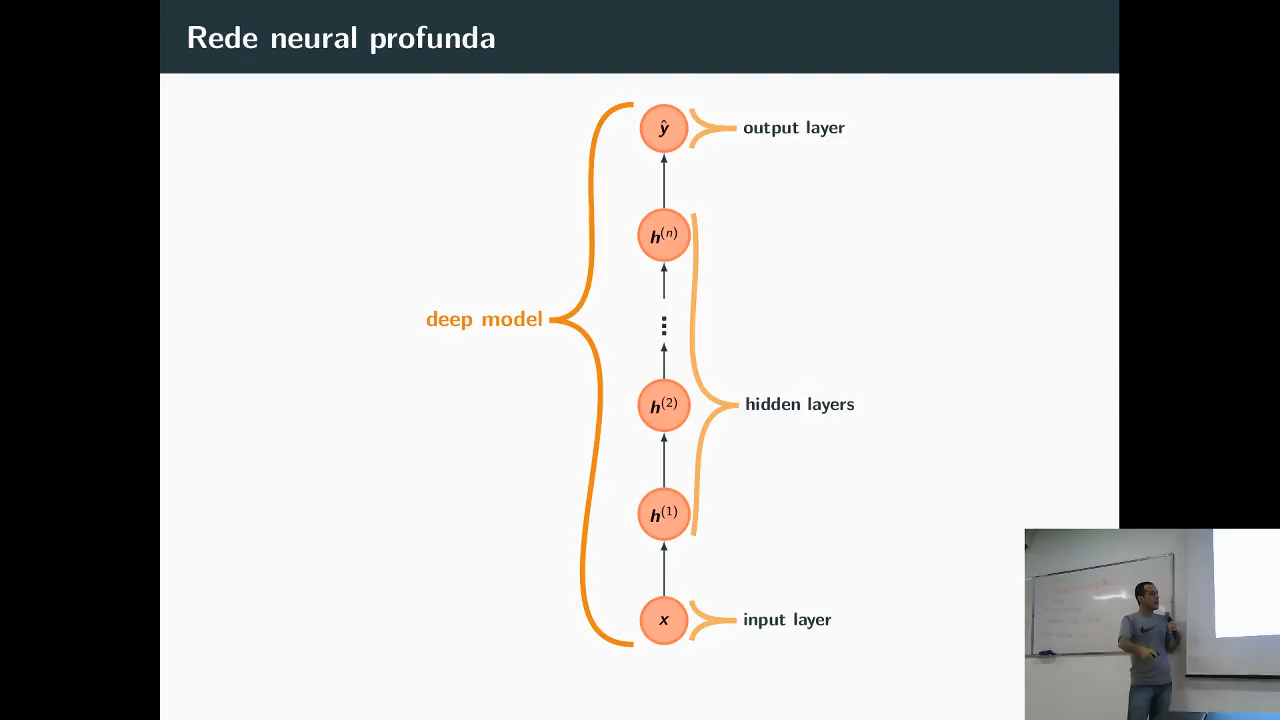 Rede neural profunda
ŷ
output layer
h(n)
deep model
⋮
h(2)
hidden layers
h(1)
x
input layer